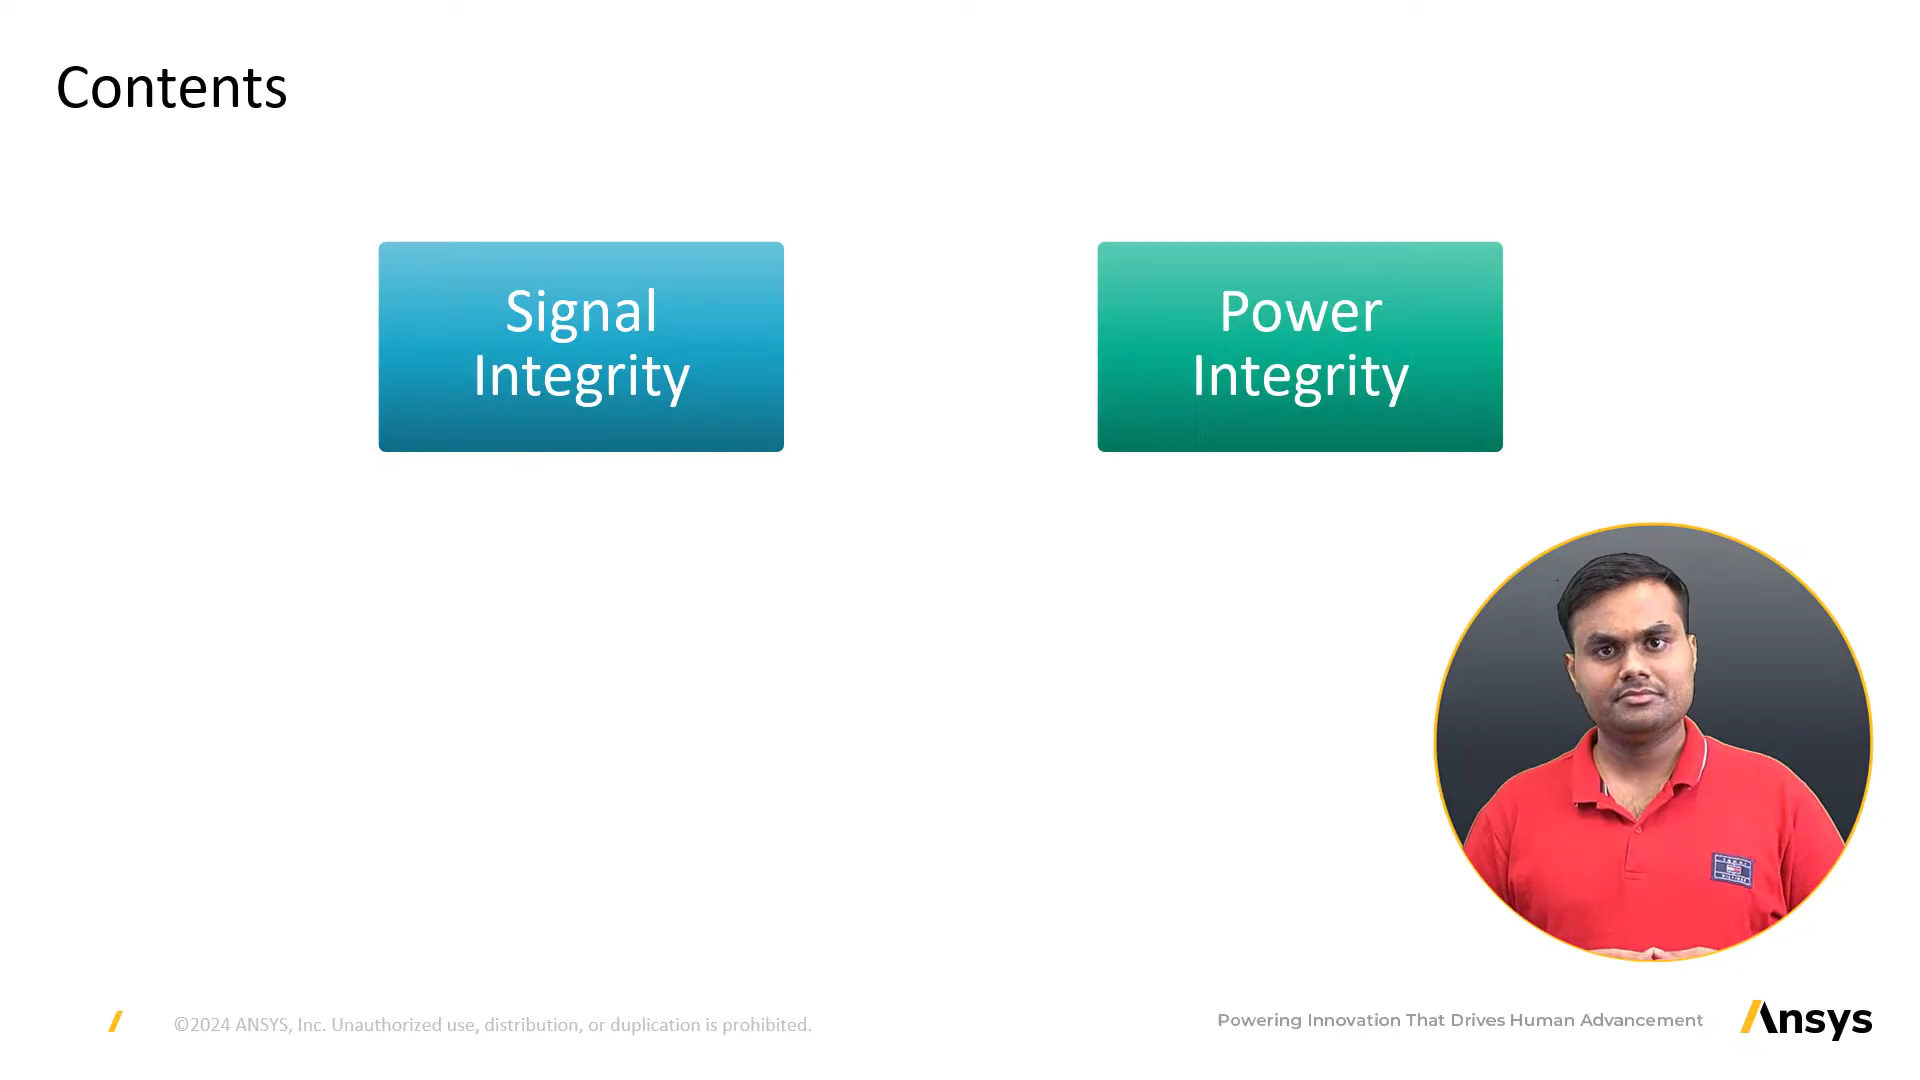 Contents
Signal
Integrity
Power
Integrity
©2024 ANSYS, Inc. Unauthorized use, distribution, or duplication is prohibited.
Powering Innovation That Drives Human Advancement
Ansys